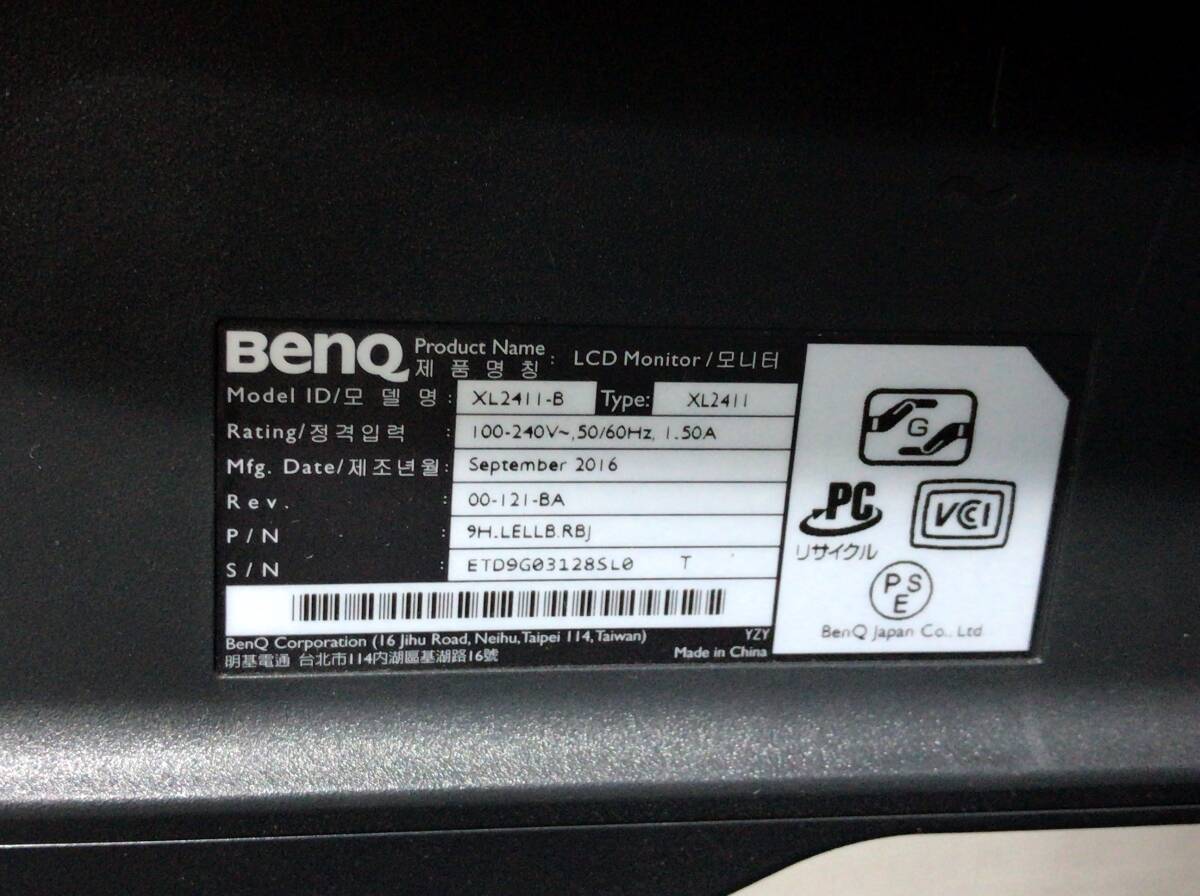 BenQ Product Name
제 품 명 칭 : LCD Monitor/모니터
Model ID/모 델 명 : XL2411-B Type: XL2411
Rating/정격입력 : 100-240V~,50/60Hz, 1.50A
Mfg. Date/제조년월: September 2016
Rev. : 00-121-BA
P/N : 9H.LELLB.RBJ
S/N : ETD9G03128SL0 T
BenQ Corporation (16 Jihu Road, Neihu,Taipei 114,Taiwan) YZY
明基電通 台北市114內湖區基湖路16號 Made in China
G
PC
リサイクル
VCCI
PS
E
BenQ Japan Co., Ltd